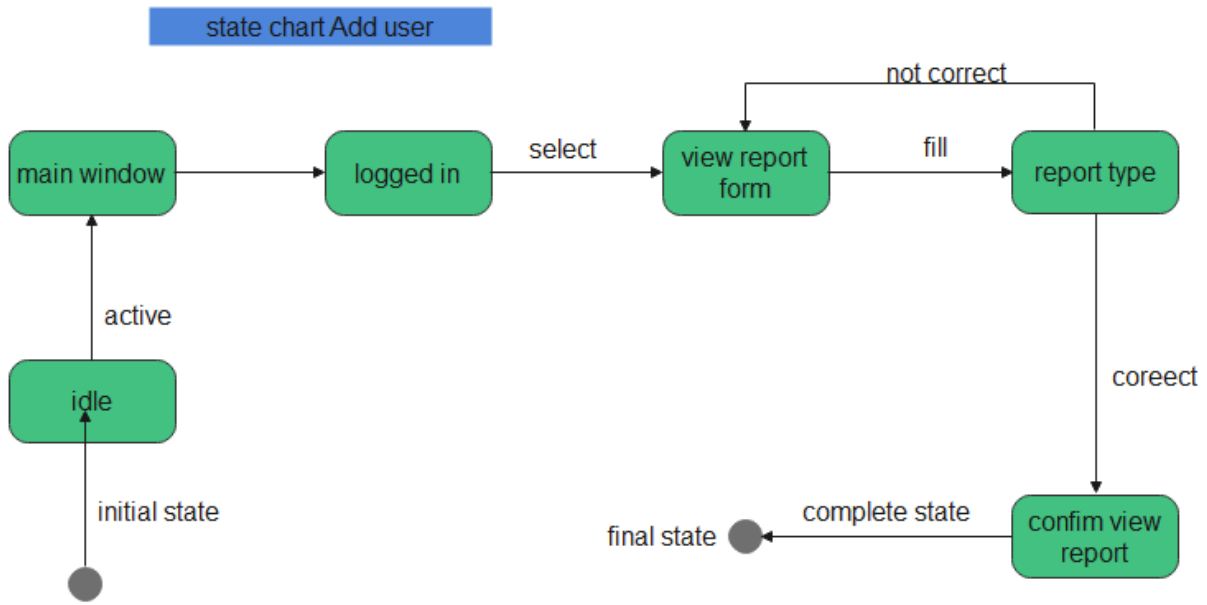 state chart Add user
not correct
main window
logged in
select
view report
form
fill
report type
active
coreect
idle
initial state
final state
complete state
confim view
report